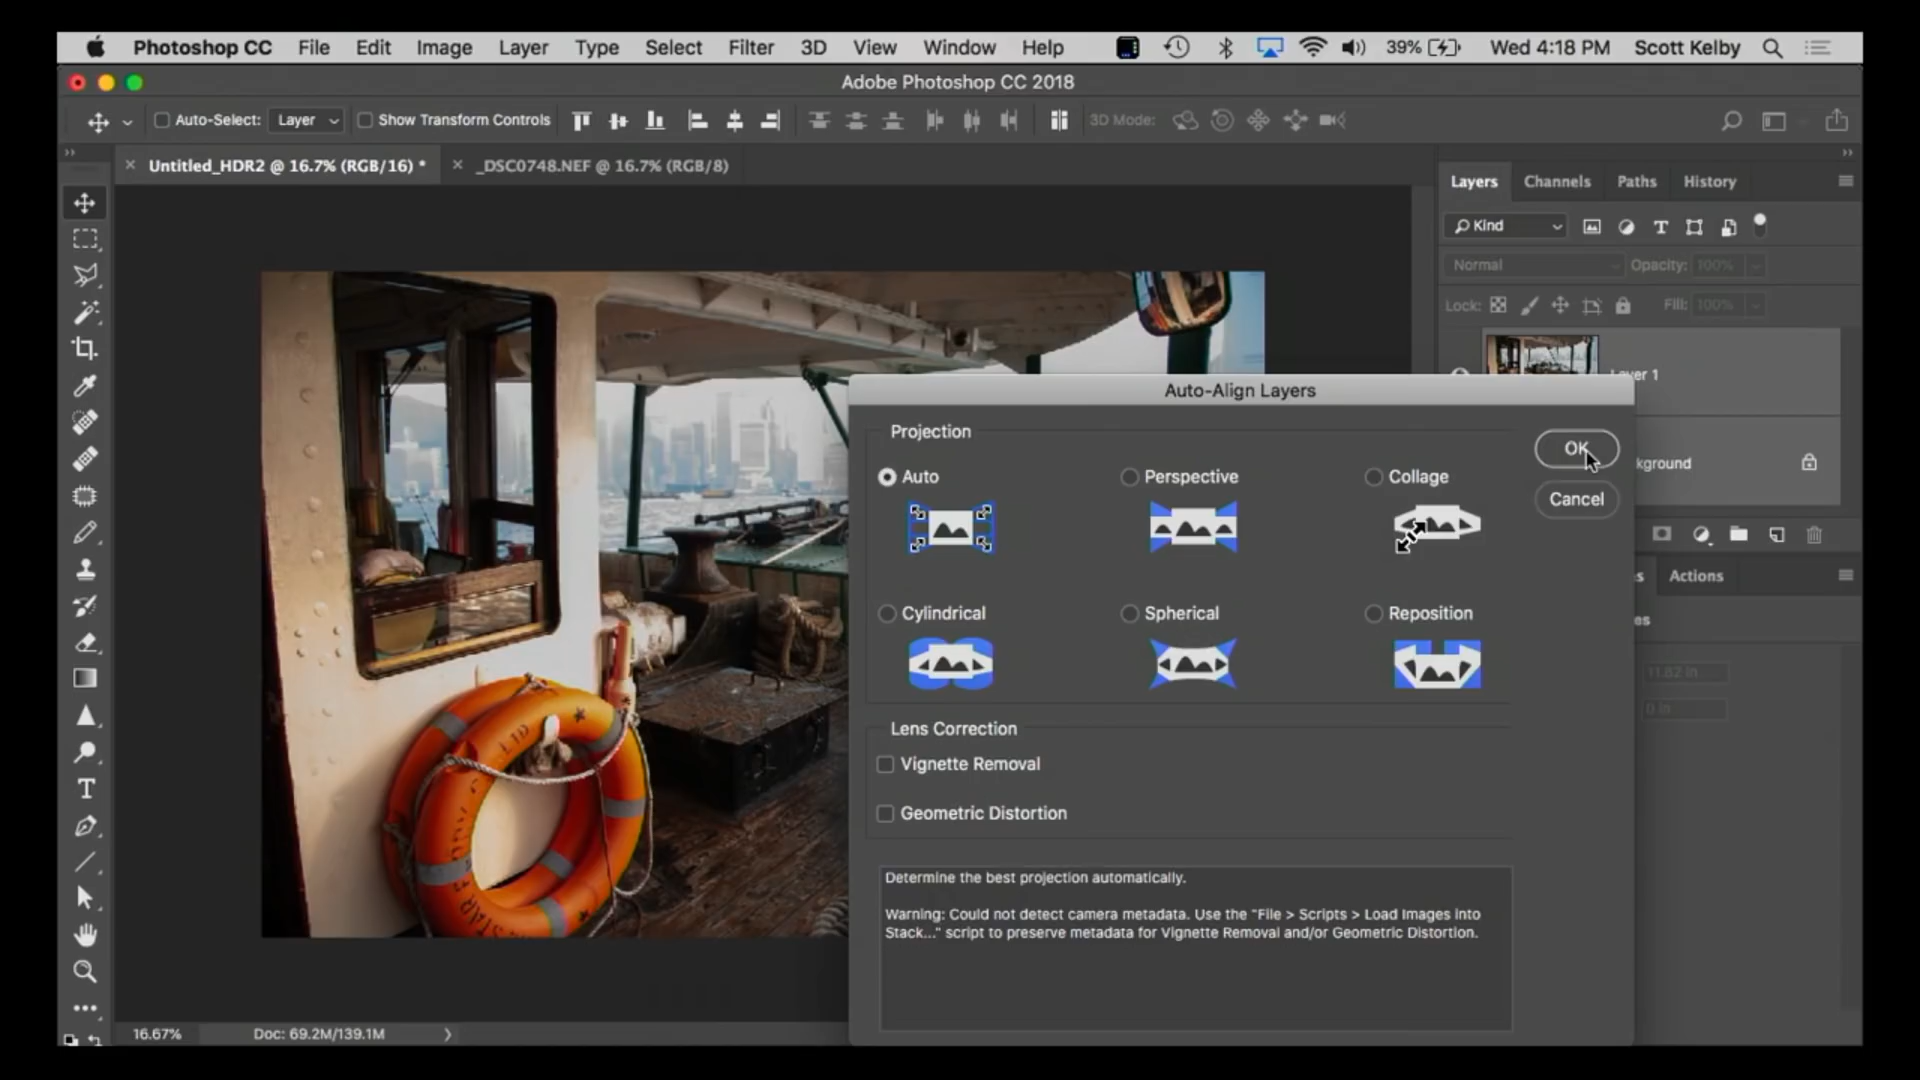 Photoshop CC File Edit Image Layer Type Select Filter 3D View Window Help 39% Wed 4:18 PM Scott Kelby
Adobe Photoshop CC 2018
Auto-Select: Layer Show Transform Controls 3D Mode:
Untitled_HDR2 @ 16.7% (RGB/16) * _DSC0748.NEF @ 16.7% (RGB/8)
Layers Channels Paths History
Kind
Normal Opacity: 100%
Lock: Fill: 100%
Layer 1
kground
Auto-Align Layers
Projection
OK
Cancel
Auto Perspective Collage
Cylindrical Spherical Reposition
Lens Correction
Vignette Removal
Geometric Distortion
Determine the best projection automatically.
Warning: Could not detect camera metadata. Use the "File > Scripts > Load Images into
Stack..." script to preserve metadata for Vignette Removal and/or Geometric Distortion.
s Actions
es
11.82 in
0 in
LTD
STAR FERRY C
16.67% Doc: 69.2M/139.1M